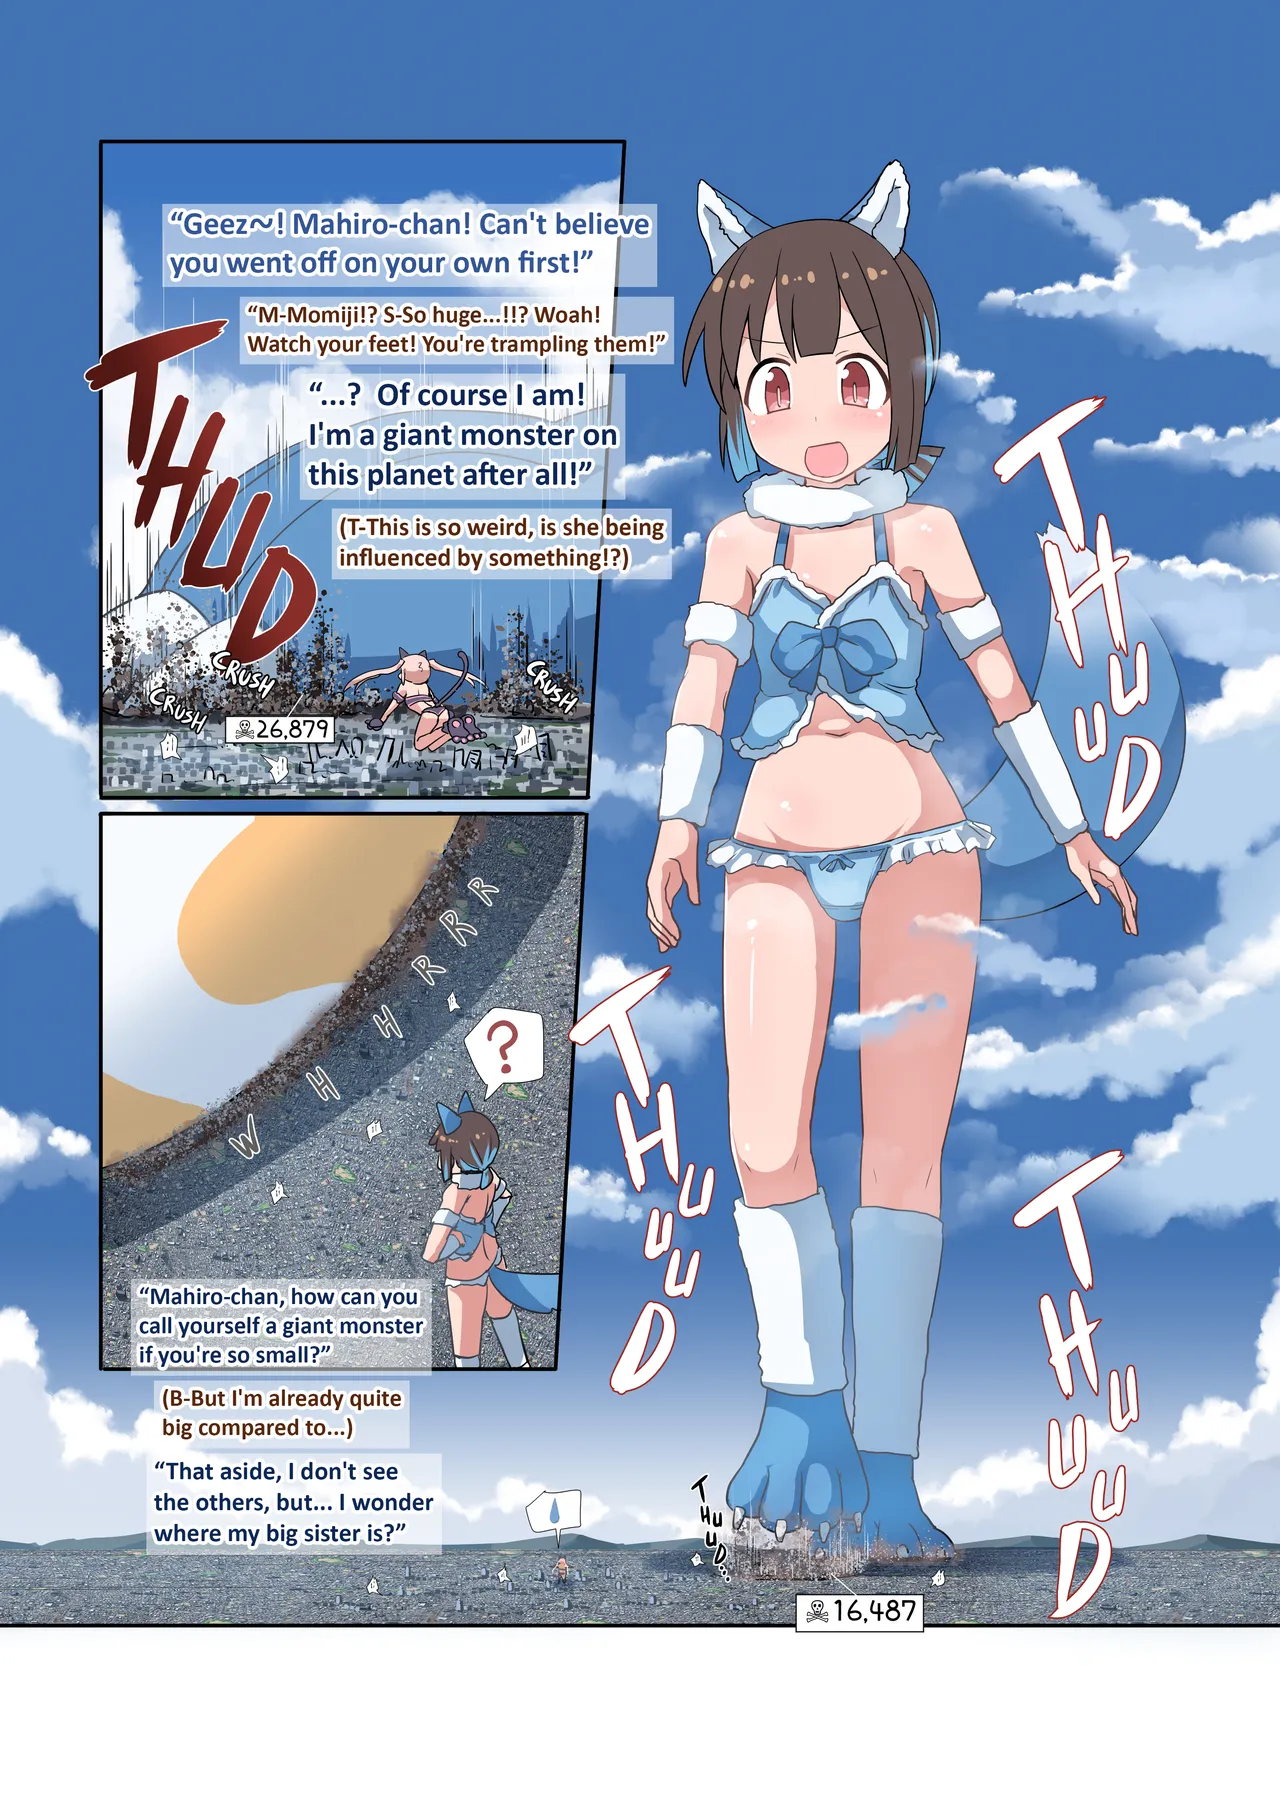 “Geez~! Mahiro-chan! Can't believe
you went off on your own first!”
“M-Momiji!? S-So huge...!!? Woah!
Watch your feet! You're trampling them!”
“...? Of course I am!
I'm a giant monster on
this planet after all!”
(T-This is so weird, is she being
influenced by something!?)
THUD
CRUSH
CRUSH
CRUSH
26,879
THUUUD
WHHHRRR
?
“Mahiro-chan, how can you
call yourself a giant monster
if you're so small?”
(B-But I'm already quite
big compared to...)
“That aside, I don't see
the others, but... I wonder
where my big sister is?”
THUUUD
THUUUUD
THUUD...
16,487